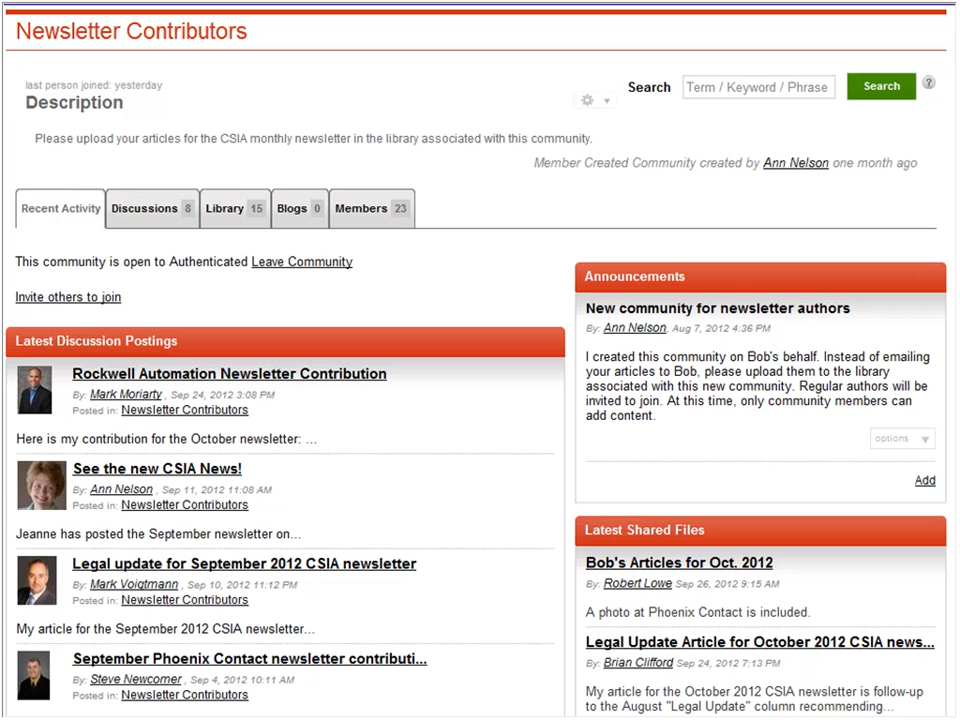 Newsletter Contributors
last person joined: yesterday
Description
Search
Term / Keyword / Phrase
Search
?
Please upload your articles for the CSIA monthly newsletter in the library associated with this community.
Member Created Community created by Ann Nelson one month ago
Recent Activity
Discussions 8
Library 15
Blogs 0
Members 23
This community is open to Authenticated Leave Community
Invite others to join
Latest Discussion Postings
Rockwell Automation Newsletter Contribution
By: Mark Moriarty , Sep 24, 2012 3:08 PM
Posted in: Newsletter Contributors
Here is my contribution for the October newsletter: ...
See the new CSIA News!
By: Ann Nelson , Sep 11, 2012 11:08 AM
Posted in: Newsletter Contributors
Jeanne has posted the September newsletter on...
Legal update for September 2012 CSIA newsletter
By: Mark Voigtmann , Sep 10, 2012 11:12 PM
Posted in: Newsletter Contributors
My article for the September 2012 CSIA newsletter...
September Phoenix Contact newsletter contributi...
By: Steve Newcomer , Sep 4, 2012 10:11 AM
Posted in: Newsletter Contributors
Announcements
New community for newsletter authors
By: Ann Nelson, Aug 7, 2012 4:36 PM
I created this community on Bob's behalf. Instead of emailing
your articles to Bob, please upload them to the library
associated with this new community. Regular authors will be
invited to join. At this time, only community members can
add content.
options
Add
Latest Shared Files
Bob's Articles for Oct. 2012
By: Robert Lowe Sep 26, 2012 9:15 AM
A photo at Phoenix Contact is included.
Legal Update Article for October 2012 CSIA news...
By: Brian Clifford Sep 24, 2012 7:13 PM
My article for the October 2012 CSIA newsletter is follow-up
to the August "Legal Update" column recommending...